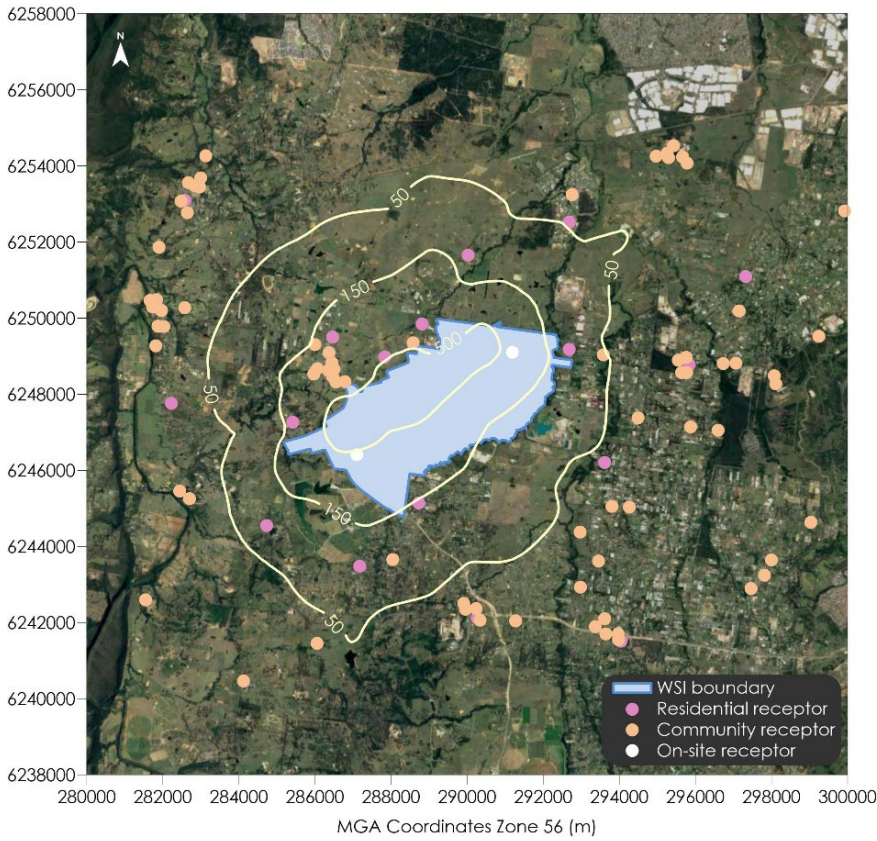 6258000
N
6256000
6254000
50
6252000
50
150
6250000
500
6248000
50
6246000
150
6244000
6242000
50
6240000
WSI boundary
Residential receptor
Community receptor
On-site receptor
6238000
280000 282000 284000 286000 288000 290000 292000 294000 296000 298000 300000
MGA Coordinates Zone 56 (m)